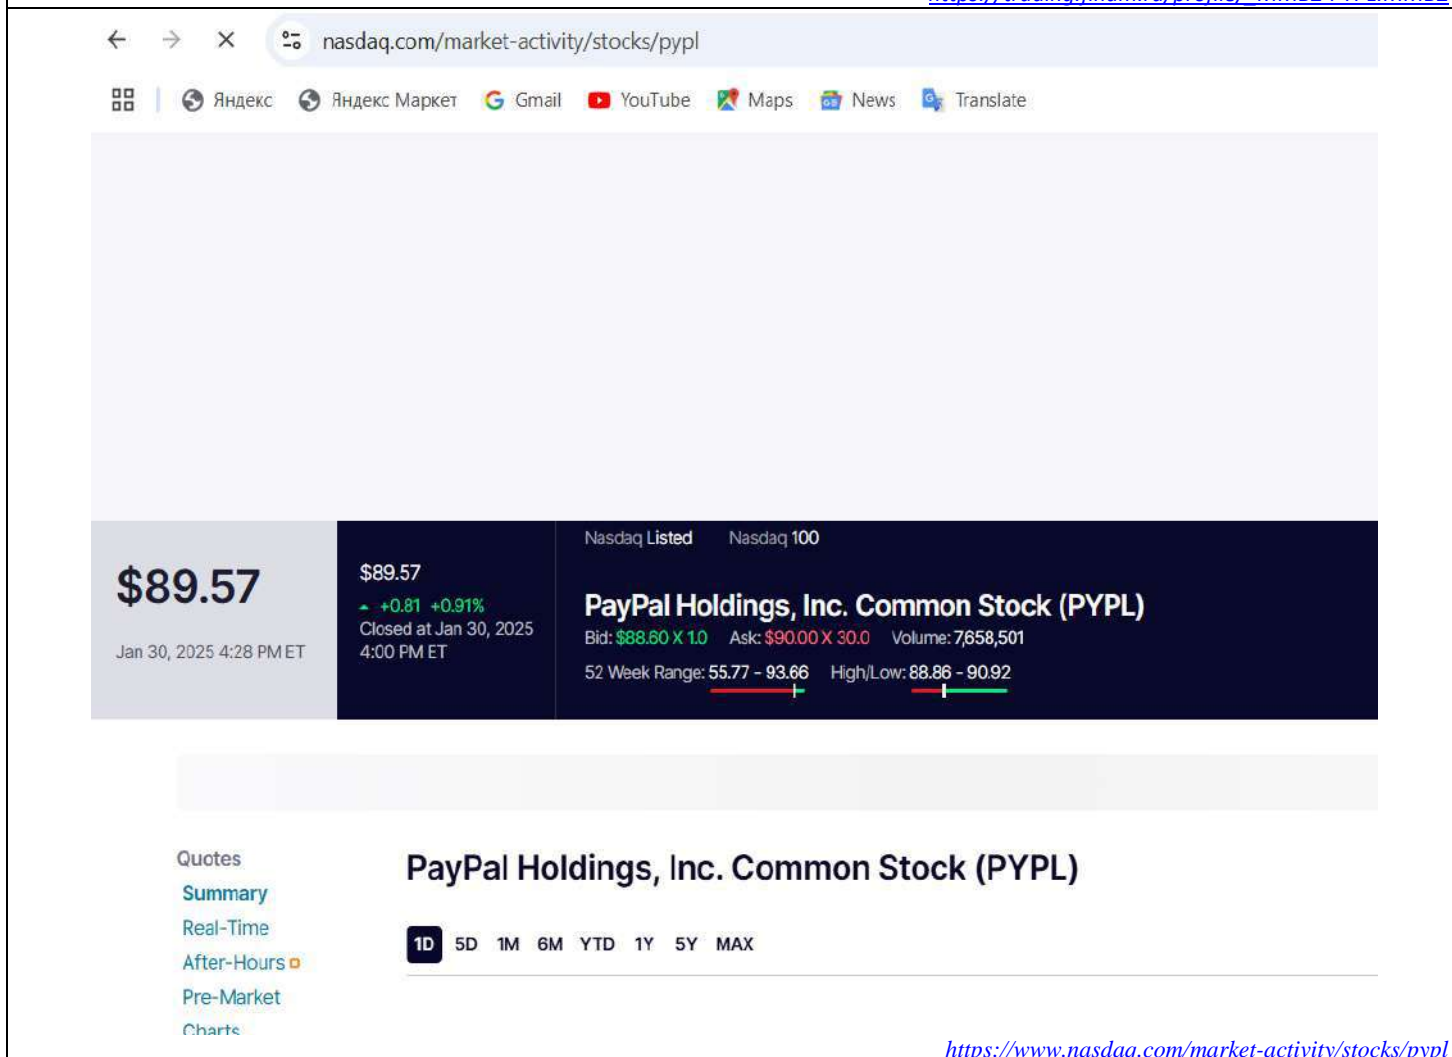 nasdaq.com/market-activity/stocks/pypl
Яндекс Яндекс Маркет Gmail YouTube Maps News Translate
Nasdaq Listed Nasdaq 100
$89.57
Jan 30, 2025 4:28 PM ET
$89.57
+0.81 +0.91%
Closed at Jan 30, 2025
4:00 PM ET
PayPal Holdings, Inc. Common Stock (PYPL)
Bid: $88.60 X 1.0 Ask: $90.00 X 30.0 Volume: 7,658,501
52 Week Range: 55.77 - 93.66 High/Low: 88.86 - 90.92
Quotes
Summary
Real-Time
After-Hours
Pre-Market
Charts
PayPal Holdings, Inc. Common Stock (PYPL)
1D 5D 1M 6M YTD 1Y 5Y MAX
https://www.nasdaq.com/market-activity/stocks/pypl